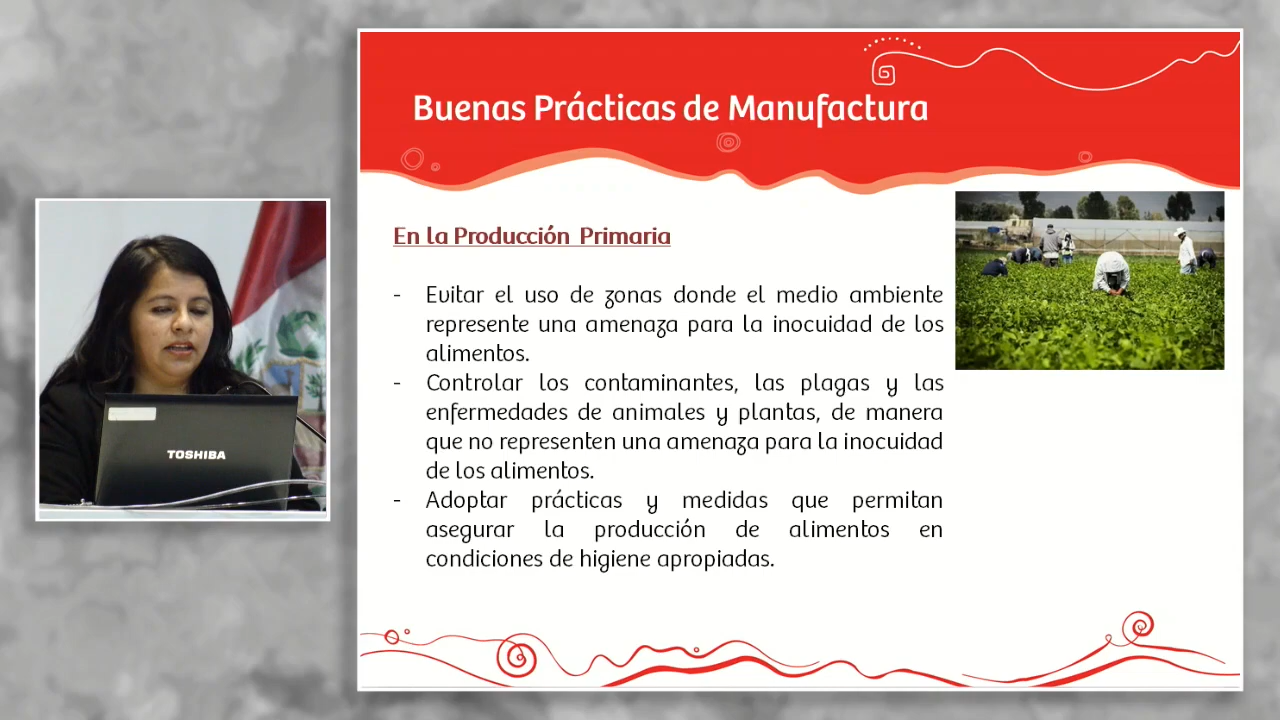 Buenas Prácticas de Manufactura
En la Producción Primaria
- Evitar el uso de zonas donde el medio ambiente
represente una amenaza para la inocuidad de los
alimentos.
- Controlar los contaminantes, las plagas y las
enfermedades de animales y plantas, de manera
que no representen una amenaza para la inocuidad
de los alimentos.
- Adoptar prácticas y medidas que permitan
asegurar la producción de alimentos en
condiciones de higiene apropiadas.
TOSHIBA